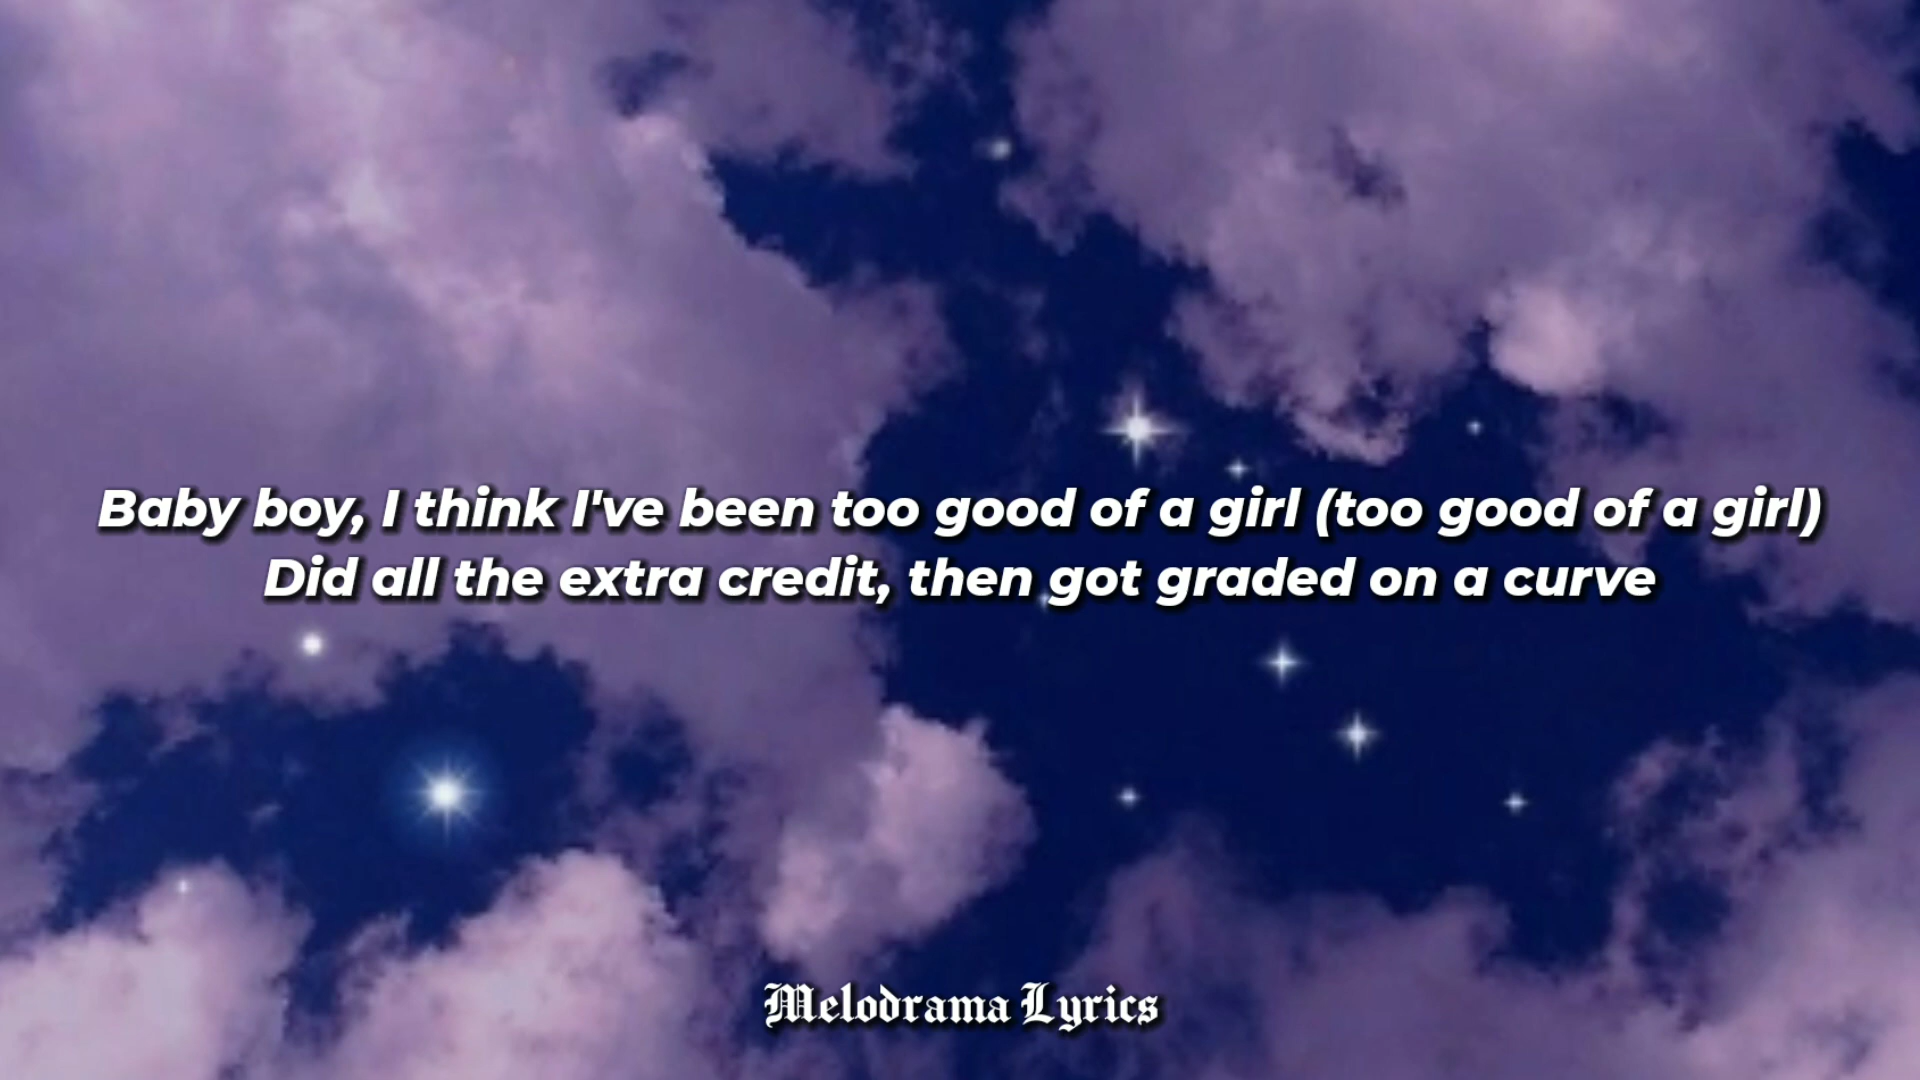 Baby boy, I think I've been too good of a girl (too good of a girl)
Did all the extra credit, then got graded on a curve
Melodrama Lyrics